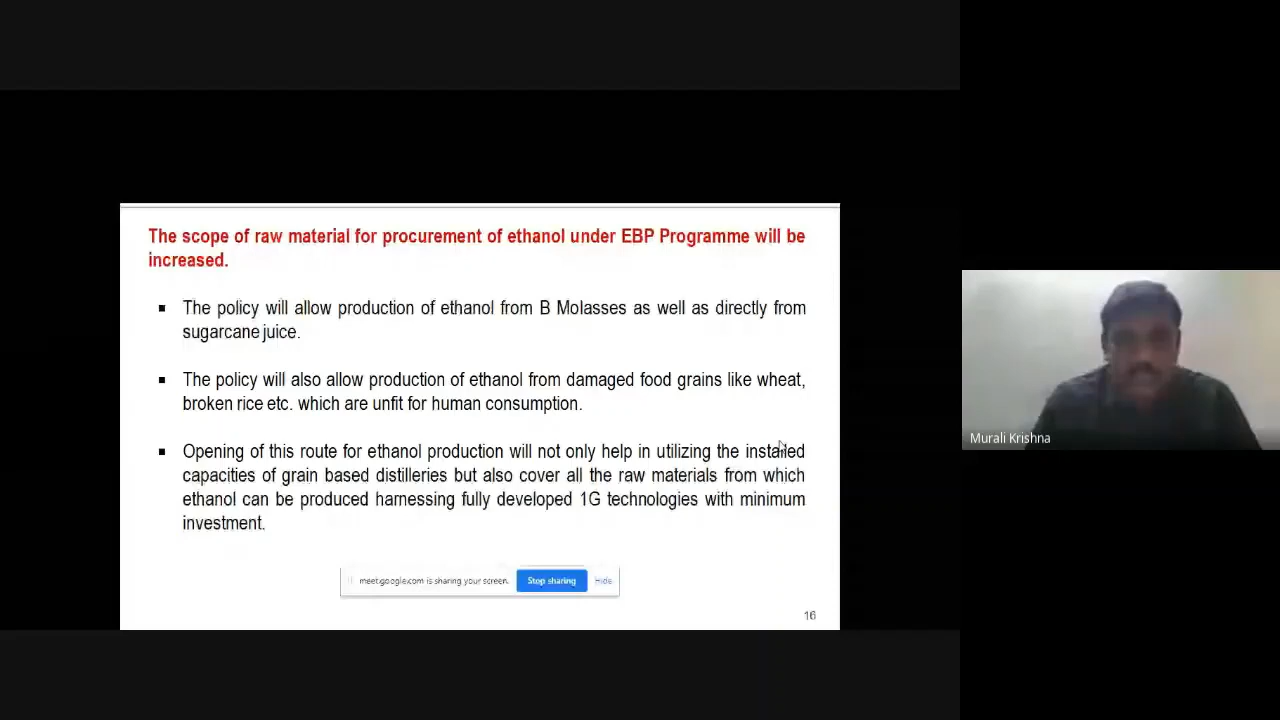 The scope of raw material for procurement of ethanol under EBP Programme will be
increased.
▪ The policy will allow production of ethanol from B Molasses as well as directly from
sugarcane juice.
▪ The policy will also allow production of ethanol from damaged food grains like wheat,
broken rice etc. which are unfit for human consumption.
▪ Opening of this route for ethanol production will not only help in utilizing the installed
capacities of grain based distilleries but also cover all the raw materials from which
ethanol can be produced harnessing fully developed 1G technologies with minimum
investment.
meet.google.com is sharing your screen. Stop sharing Hide
16
Murali Krishna